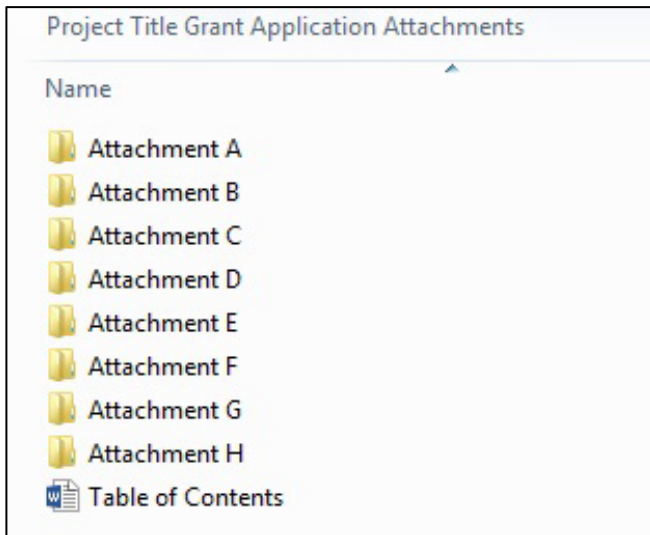 Project Title Grant Application Attachments
Name
Attachment A
Attachment B
Attachment C
Attachment D
Attachment E
Attachment F
Attachment G
Attachment H
Table of Contents